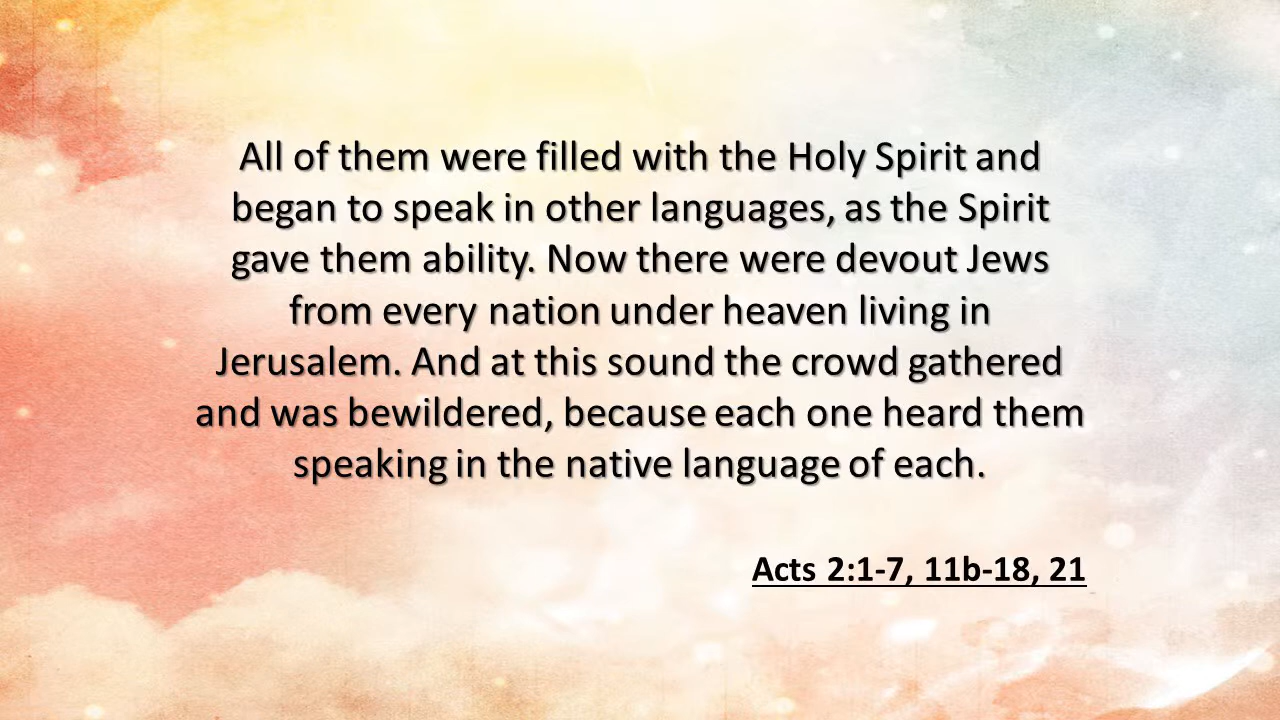 All of them were filled with the Holy Spirit and
began to speak in other languages, as the Spirit
gave them ability. Now there were devout Jews
from every nation under heaven living in
Jerusalem. And at this sound the crowd gathered
and was bewildered, because each one heard them
speaking in the native language of each.
Acts 2:1-7, 11b-18, 21